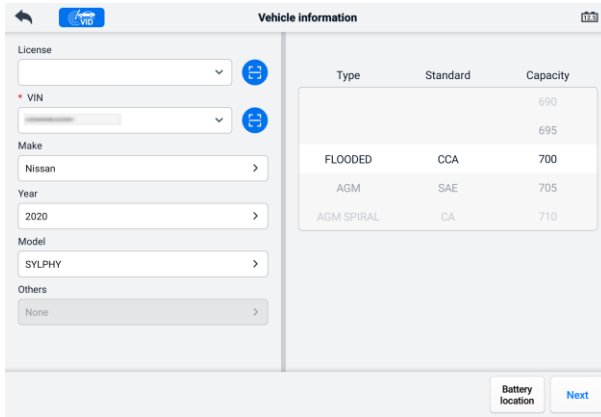 VID
Vehicle information
License
* VIN
Make
Nissan
Year
2020
Model
SYLPHY
Others
None
Type Standard Capacity
690
695
FLOODED CCA 700
AGM SAE 705
AGM SPIRAL CA 710
Battery
location
Next